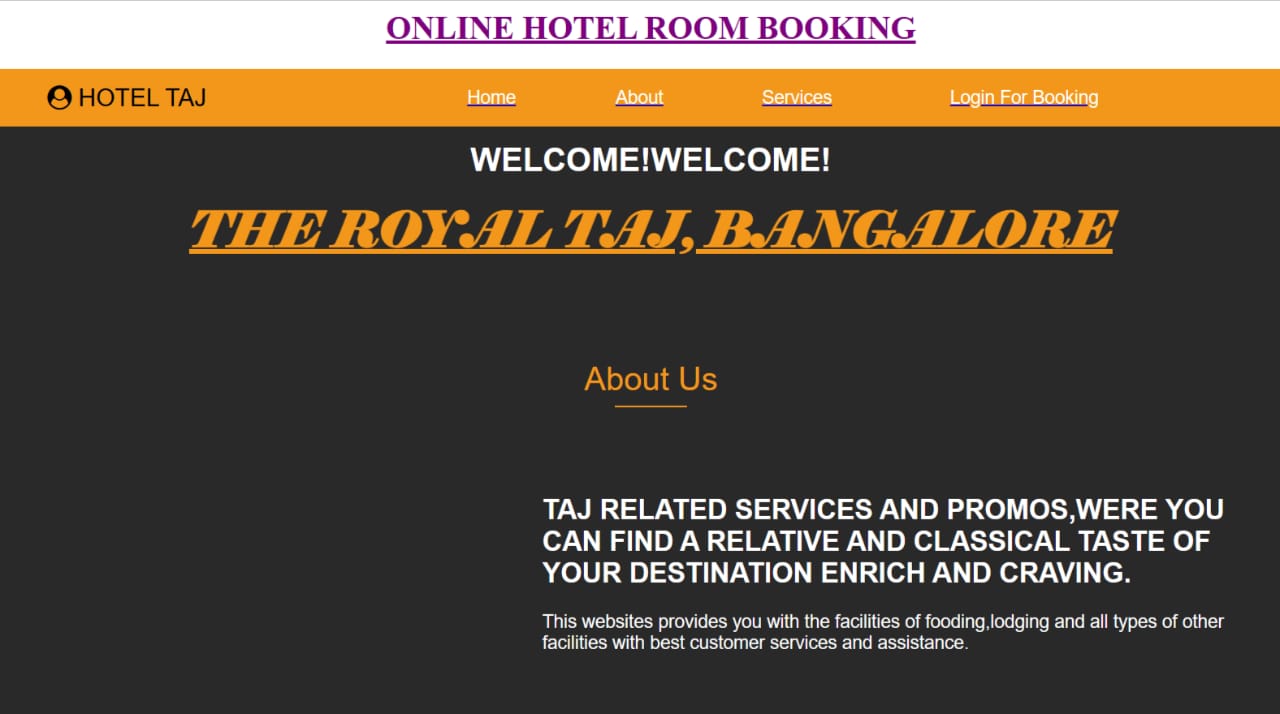 ONLINE HOTEL ROOM BOOKING
HOTEL TAJ
Home
About
Services
Login For Booking
WELCOME!WELCOME!
THE ROYAL TAJ, BANGALORE
About Us
TAJ RELATED SERVICES AND PROMOS,WERE YOU
CAN FIND A RELATIVE AND CLASSICAL TASTE OF
YOUR DESTINATION ENRICH AND CRAVING.
This websites provides you with the facilities of fooding,lodging and all types of other
facilities with best customer services and assistance.